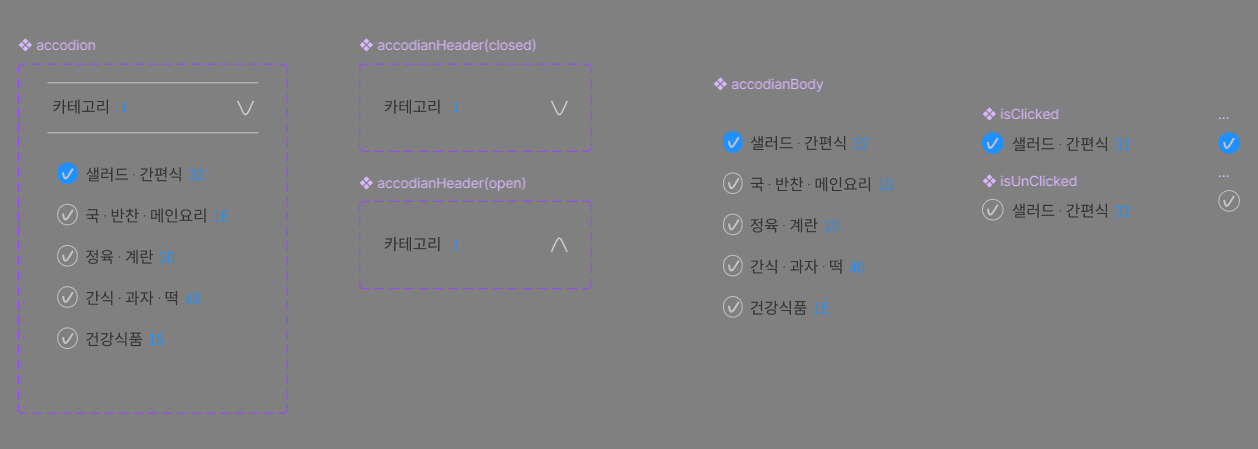 accodion
카테고리 1
샐러드 · 간편식
국 · 반찬 · 메인요리 16
정육 · 계란 20
간식 · 과자 · 떡 40
건강식품 15
accodianHeader(closed)
카테고리 1
accodianHeader(open)
카테고리 1
accodianBody
샐러드 · 간편식
국 · 반찬 · 메인요리 16
정육 · 계란 20
간식 · 과자 · 떡 40
건강식품 15
isClicked
샐러드 · 간편식
isUnClicked
샐러드 · 간편식
...
...